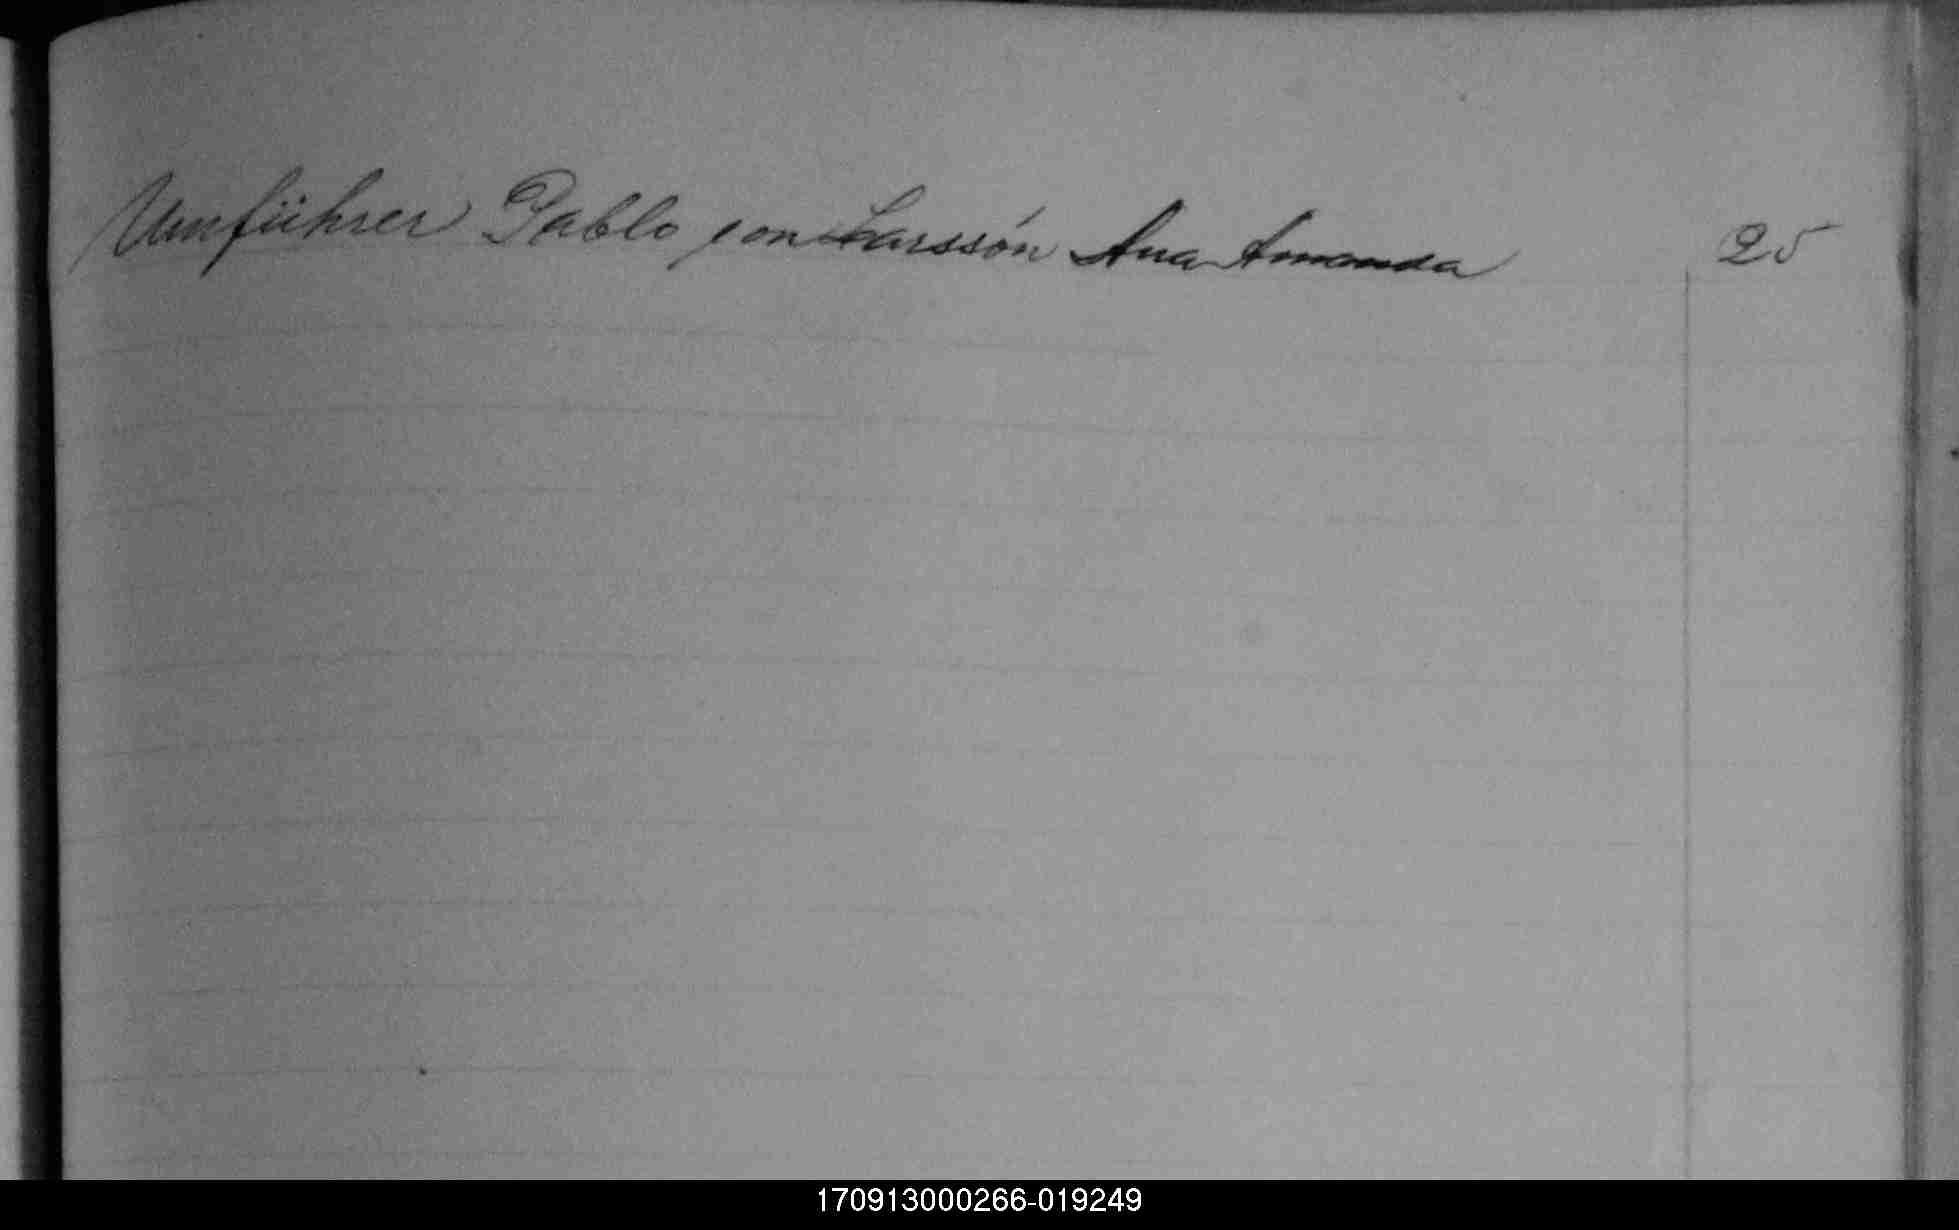 Umführer Pablo con Larssón Ana Amanda 25
170913000266-019249